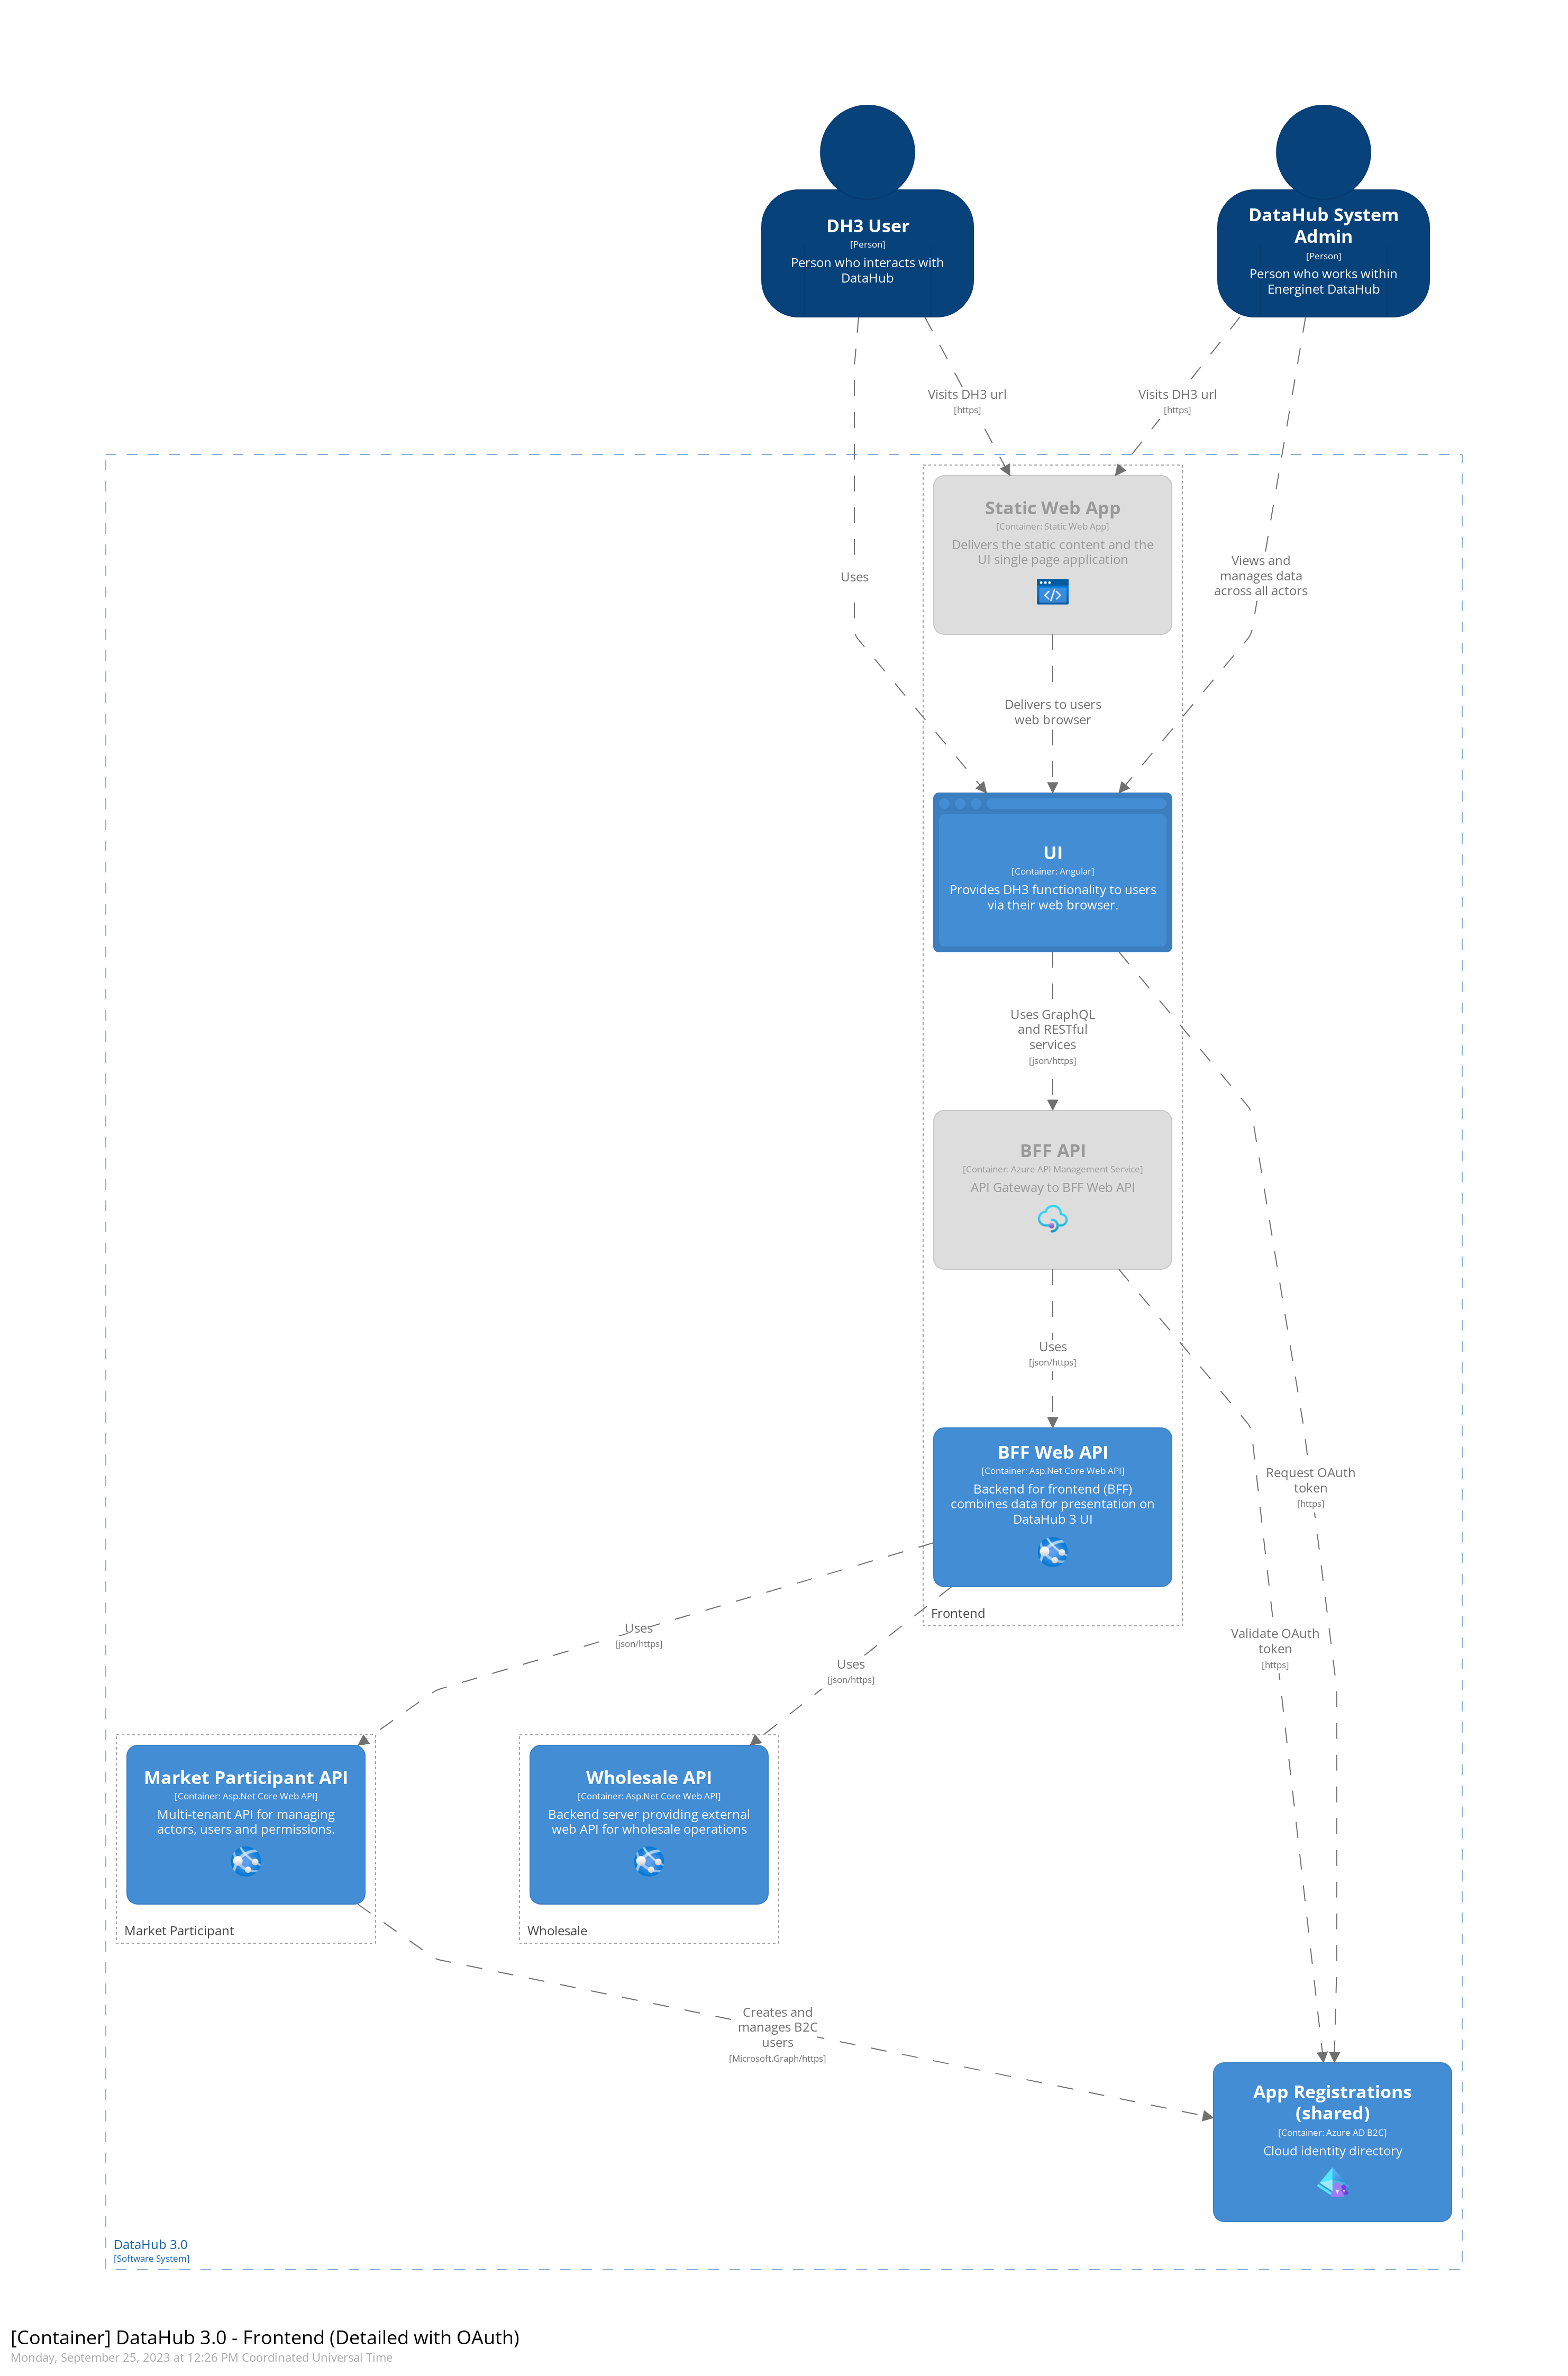 DH3 User
[Person]
Person who interacts with
DataHub
DataHub System
Admin
[Person]
Person who works within
Energinet DataHub
Visits DH3 url
[https]
Visits DH3 url
[https]
Static Web App
[Container: Static Web App]
Delivers the static content and the
UI single page application
Uses
Views and
manages data
across all actors
Delivers to users
web browser
UI
[Container: Angular]
Provides DH3 functionality to users
via their web browser.
Uses GraphQL
and RESTful
services
[json/https]
BFF API
[Container: Azure API Management Service]
API Gateway to BFF Web API
Uses
[json/https]
BFF Web API
[Container: Asp.Net Core Web API]
Backend for frontend (BFF)
combines data for presentation on
DataHub 3 UI
Request OAuth
token
[https]
Frontend
Uses
[json/https]
Uses
[json/https]
Validate OAuth
token
[https]
Market Participant API
[Container: Asp.Net Core Web API]
Multi-tenant API for managing
actors, users and permissions.
Market Participant
Wholesale API
[Container: Asp.Net Core Web API]
Backend server providing external
web API for wholesale operations
Wholesale
Creates and
manages B2C
users
[Microsoft.Graph/https]
App Registrations
(shared)
[Container: Azure AD B2C]
Cloud identity directory
DataHub 3.0
[Software System]
[Container] DataHub 3.0 - Frontend (Detailed with OAuth)
Monday, September 25, 2023 at 12:26 PM Coordinated Universal Time